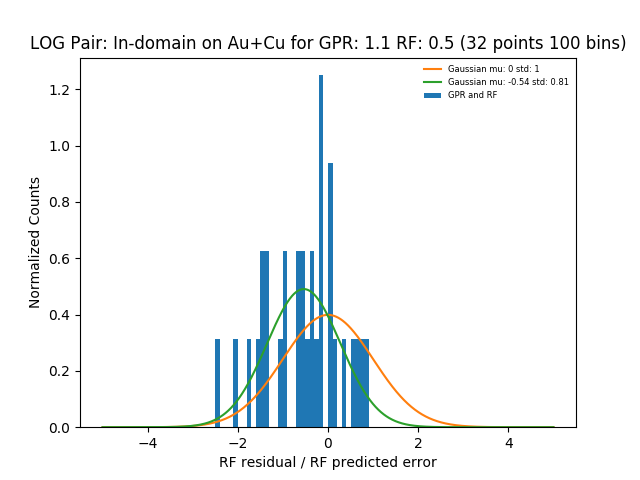 LOG Pair: In-domain on Au+Cu for GPR: 1.1 RF: 0.5 (32 points 100 bins)
Gaussian mu: 0 std: 1
Gaussian mu: -0.54 std: 0.81
GPR and RF
Normalized Counts
1.2
1.0
0.8
0.6
0.4
0.2
0.0
−4 −2 0 2 4
RF residual / RF predicted error